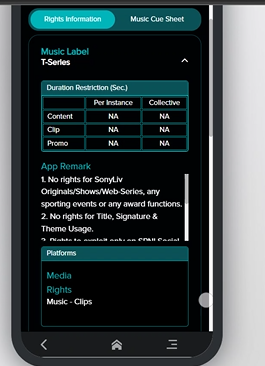 Rights Information Music Cue Sheet
Music Label
T-Series
Duration Restriction (Sec.)
Per Instance Collective
Content NA NA
Clip NA NA
Promo NA NA
App Remark
1. No rights for SonyLiv
Originals/Shows/Web-Series, any
sporting events or any award functions.
2. No rights for Title, Signature &
Theme Usage.
3. Rights to exploit only on SPNI Social
Platforms
Media
Rights
Music - Clips